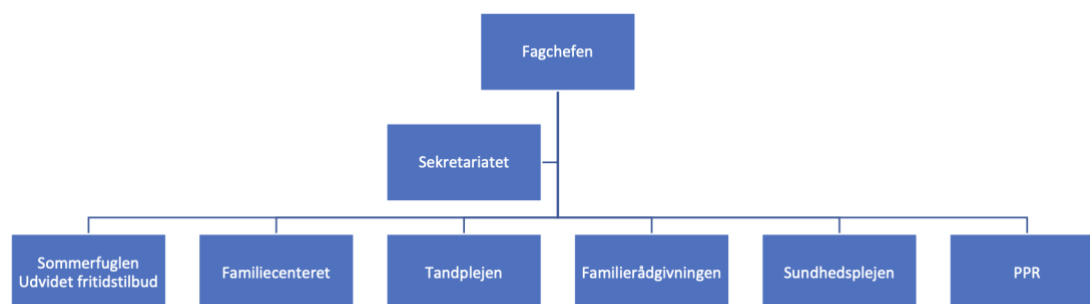 Fagchefen
Sekretariatet
Sommerfuglen
Udvidet fritidstilbud
Familiecenteret
Tandplejen
Familierådgivningen
Sundhedsplejen
PPR